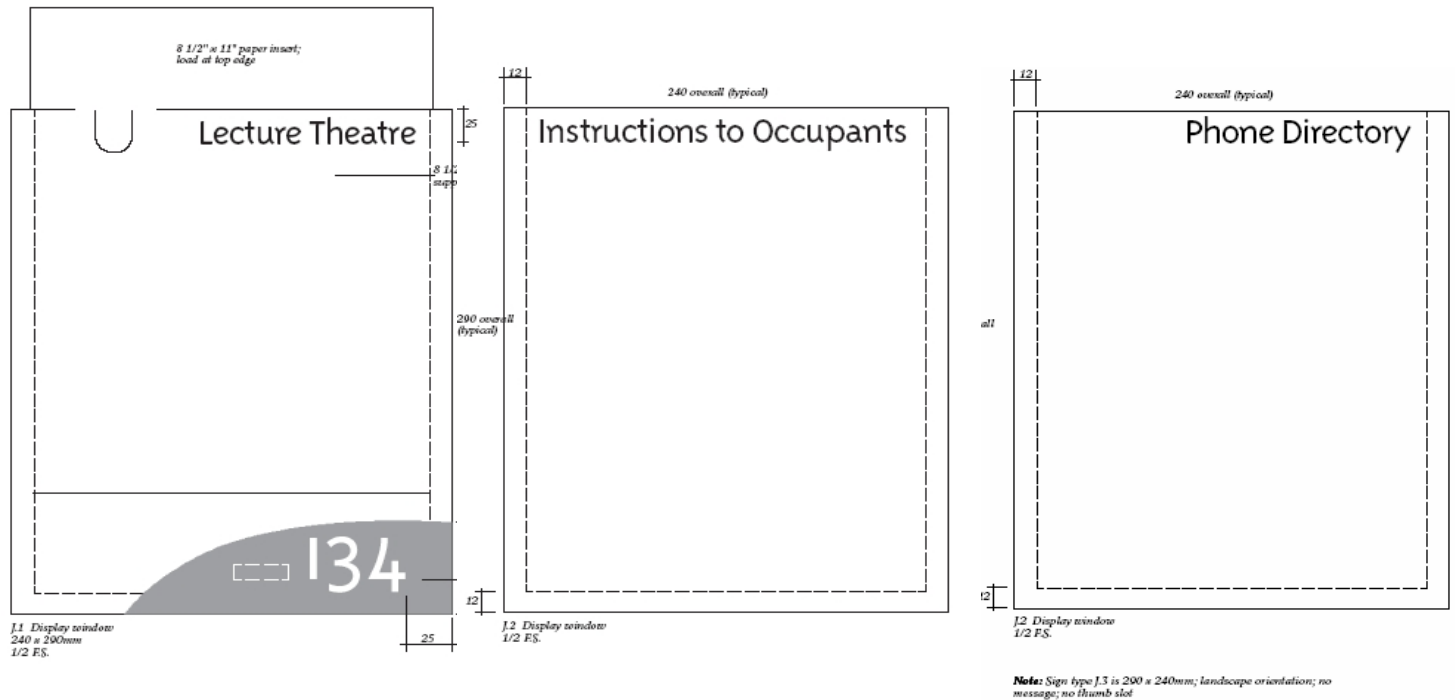 8 1/2" x 11" paper insert;
load at top edge
Lecture Theatre
25
8 1/2
290 overall
(typical)
134
12
25
J.1 Display window
240 x 290mm
1/2 F.S.
12
240 overall (typical)
Instructions to Occupants
J.2 Display window
1/2 F.S.
12
240 overall (typical)
Phone Directory
all
12
J.2 Display window
1/2 F.S.
Note: Sign type J.3 is 290 x 240mm; landscape orientation; no
message; no thumb slot